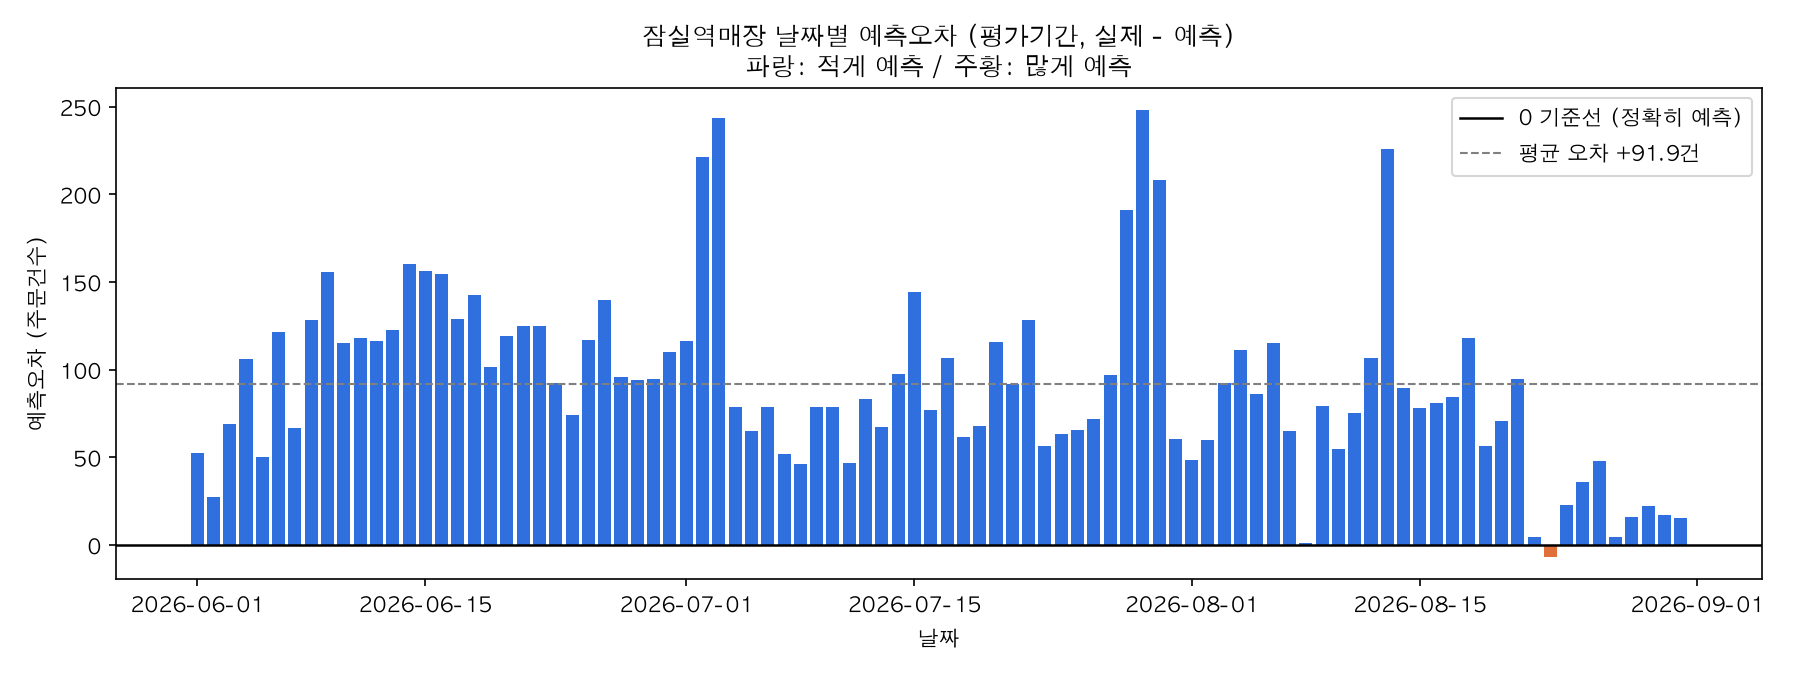 잠실역매장 날짜별 예측오차 (평가기간, 실제 - 예측)
파랑: 적게 예측 / 주황: 많게 예측
0 기준선 (정확히 예측)
평균 오차 +91.9건
예측오차 (주문건수)
250
200
150
100
50
0
2026-06-01 2026-06-15 2026-07-01 2026-07-15 2026-08-01 2026-08-15 2026-09-01
날짜